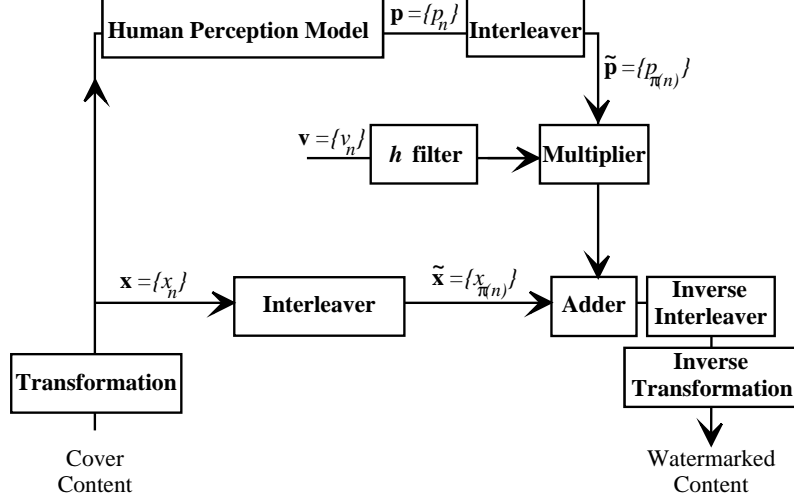 Human Perception Model
p = {p_n}
Interleaver
p̃ = {p_π(n)}
v = {v_n}
h filter
Multiplier
x = {x_n}
Interleaver
x̃ = {x_π(n)}
Adder
Inverse
Interleaver
Transformation
Inverse
Transformation
Cover
Content
Watermarked
Content